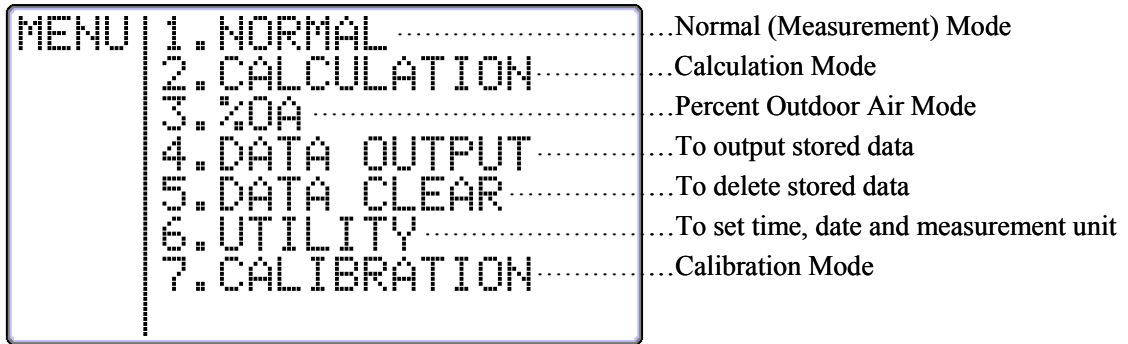 MENU 1.NORMAL ..............................Normal (Measurement) Mode
2.CALCULATION ...............Calculation Mode
3.%OA .......................................Percent Outdoor Air Mode
4.DATA OUTPUT ...............To output stored data
5.DATA CLEAR ..................To delete stored data
6.UTILITY ...........................To set time, date and measurement unit
7.CALIBRATION ...............Calibration Mode